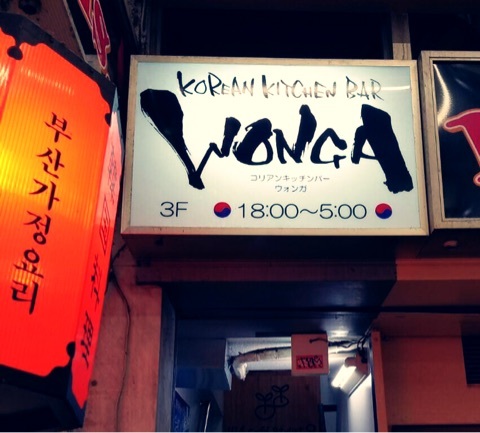 부산가정요리
KOREAN KITCHEN BAR
WONGA
コリアンキッチンバー
ウォンガ
3F 18:00〜5:00